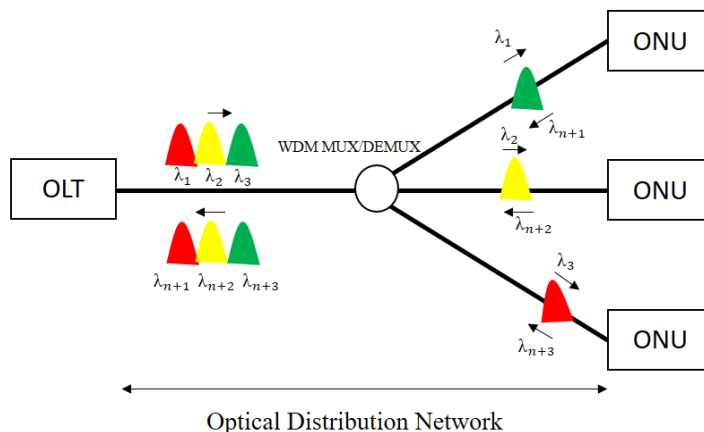 ONU
λ₁
λₙ₊₁
WDM MUX/DEMUX
λ₁ λ₂ λ₃
λ₂
OLT
ONU
λₙ₊₂
λₙ₊₁ λₙ₊₂ λₙ₊₃
λ₃
ONU
λₙ₊₃
Optical Distribution Network